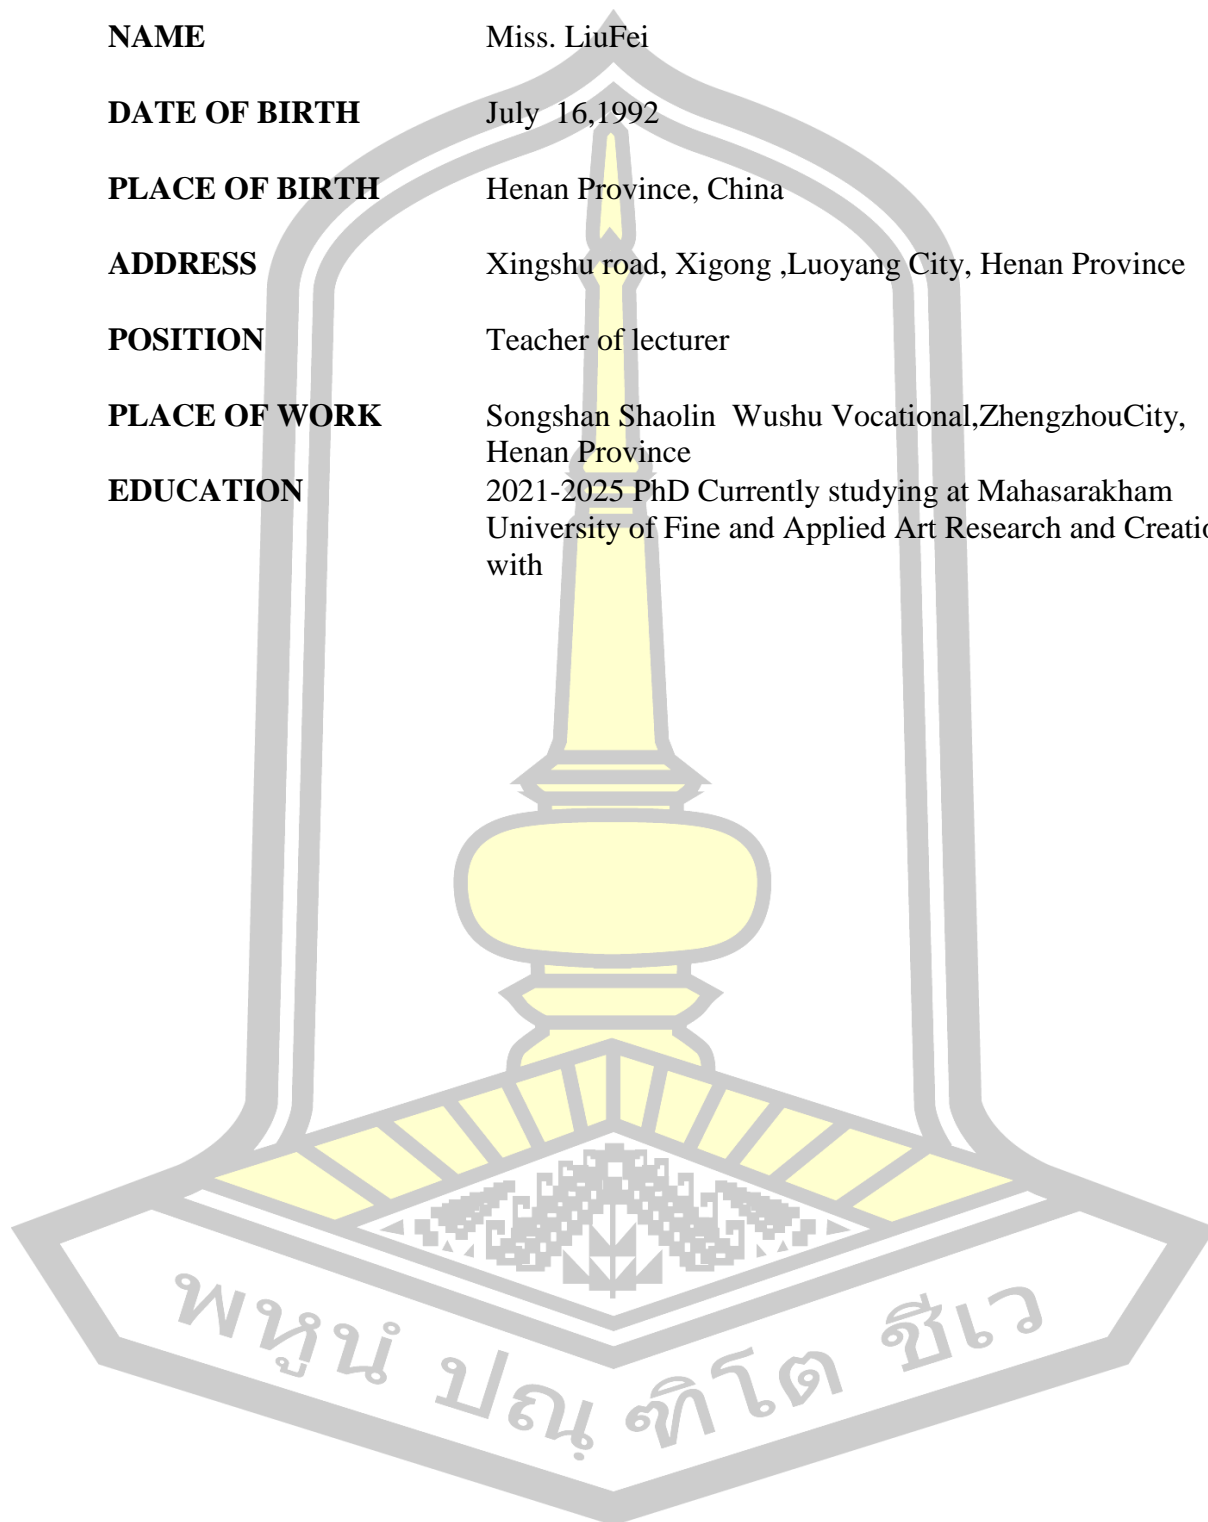 NAME Miss. LiuFei
DATE OF BIRTH July 16,1992
PLACE OF BIRTH Henan Province, China
ADDRESS Xingshu road, Xigong ,Luoyang City, Henan Province
POSITION Teacher of lecturer
PLACE OF WORK Songshan Shaolin Wushu Vocational,ZhengzhouCity,
Henan Province
EDUCATION 2021-2025 PhD Currently studying at Mahasarakham
University of Fine and Applied Art Research and Creatio
with
พหูนํ ปณฺฑิโต ชีเว